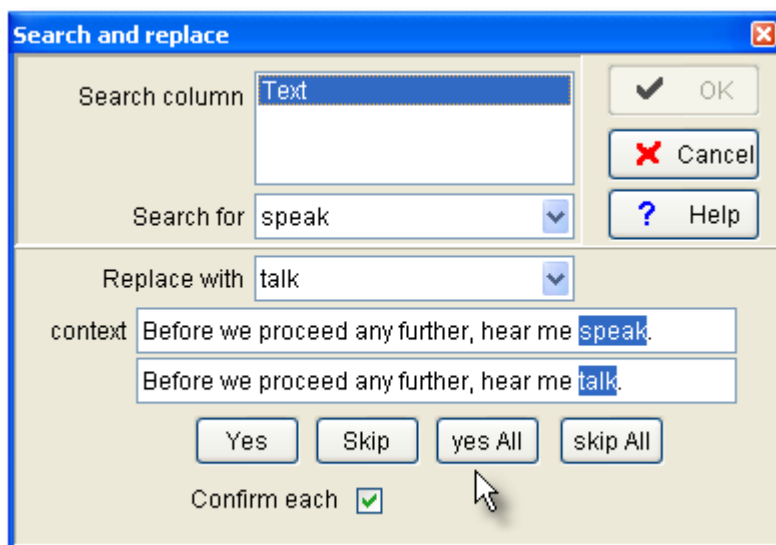 Search and replace
Search column Text OK
Cancel
Search for speak ? Help
Replace with talk
context Before we proceed any further, hear me speak.
Before we proceed any further, hear me talk.
Yes Skip yes All skip All
Confirm each